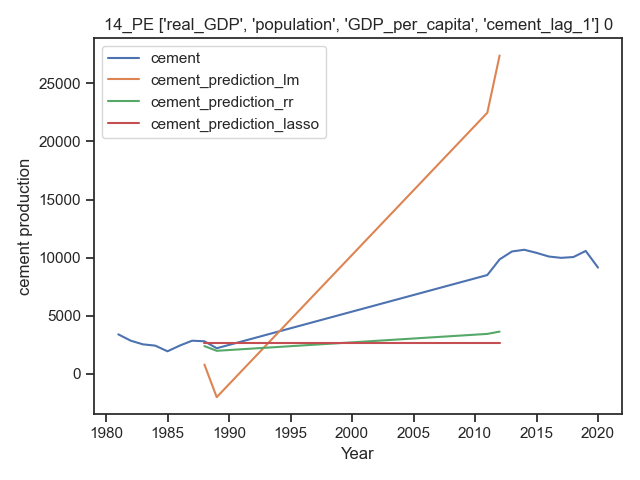 14_PE ['real_GDP', 'population', 'GDP_per_capita', 'cement_lag_1'] 0
cement
cement_prediction_lm
cement_prediction_rr
cement_prediction_lasso
cement production
25000
20000
15000
10000
5000
0
1980 1985 1990 1995 2000 2005 2010 2015 2020
Year